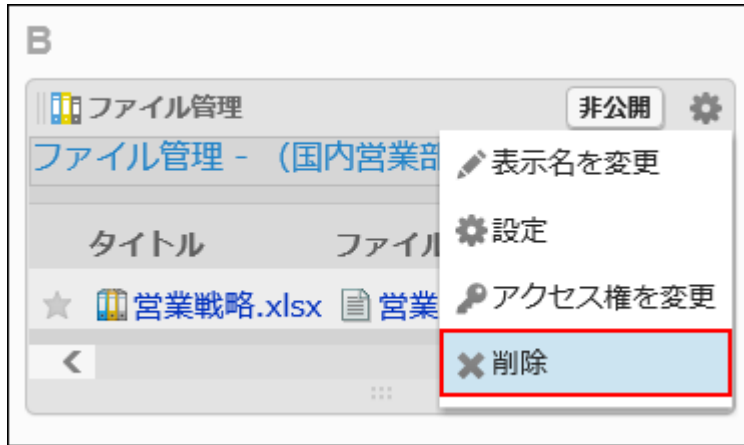 B
ファイル管理 非公開
ファイル管理 - (国内営業部
表示名を変更
タイトル ファイル
設定
営業戦略.xlsx 営業
アクセス権を変更
削除